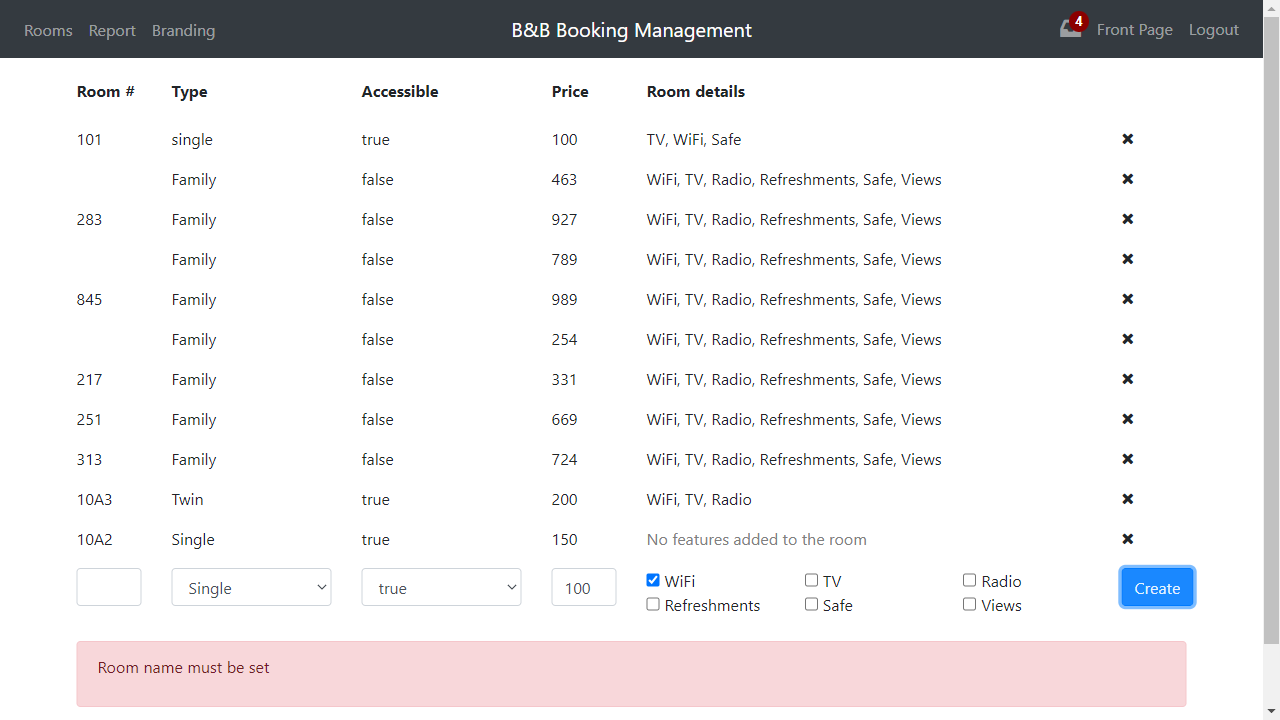 Rooms Report Branding B&B Booking Management 4 Front Page Logout
Room # Type Accessible Price Room details
101 single true 100 TV, WiFi, Safe
Family false 463 WiFi, TV, Radio, Refreshments, Safe, Views
283 Family false 927 WiFi, TV, Radio, Refreshments, Safe, Views
Family false 789 WiFi, TV, Radio, Refreshments, Safe, Views
845 Family false 989 WiFi, TV, Radio, Refreshments, Safe, Views
Family false 254 WiFi, TV, Radio, Refreshments, Safe, Views
217 Family false 331 WiFi, TV, Radio, Refreshments, Safe, Views
251 Family false 669 WiFi, TV, Radio, Refreshments, Safe, Views
313 Family false 724 WiFi, TV, Radio, Refreshments, Safe, Views
10A3 Twin true 200 WiFi, TV, Radio
10A2 Single true 150 No features added to the room
Single true 100 WiFi TV Radio Create
Refreshments Safe Views
Room name must be set